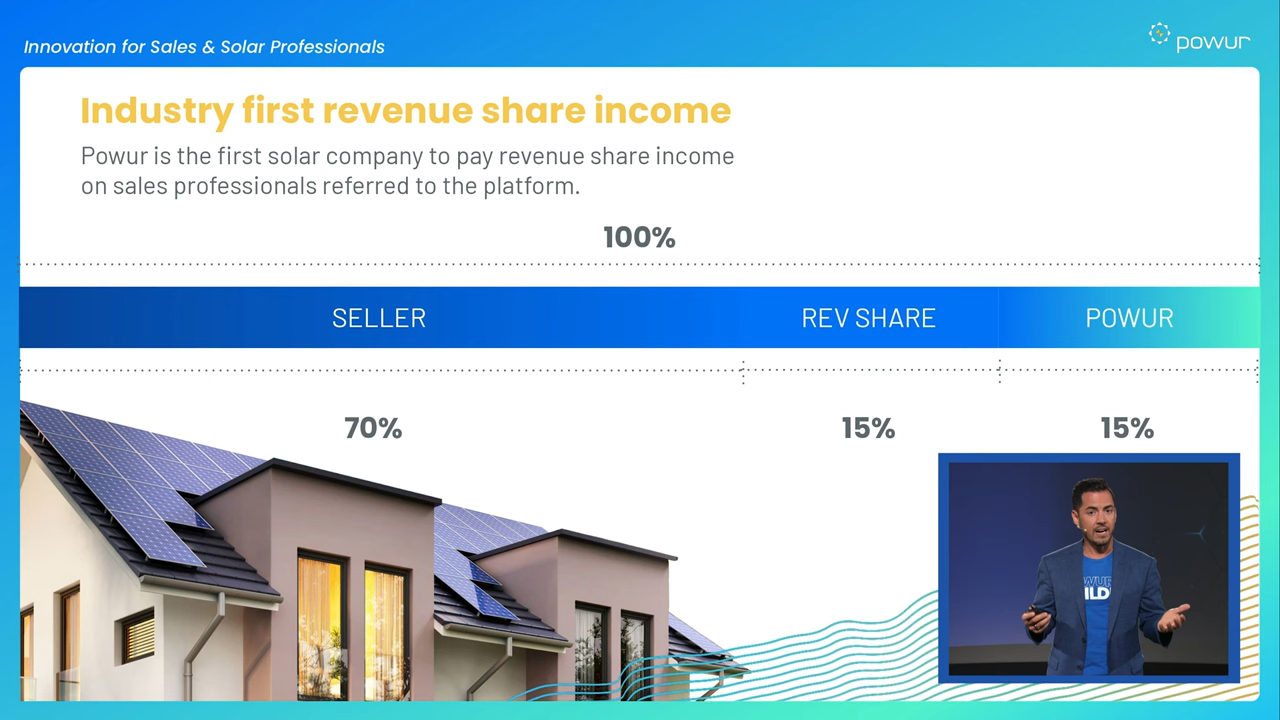 Innovation for Sales & Solar Professionals
powur
Industry first revenue share income
Powur is the first solar company to pay revenue share income
on sales professionals referred to the platform.
100%
SELLER
REV SHARE
POWUR
70%
15%
15%